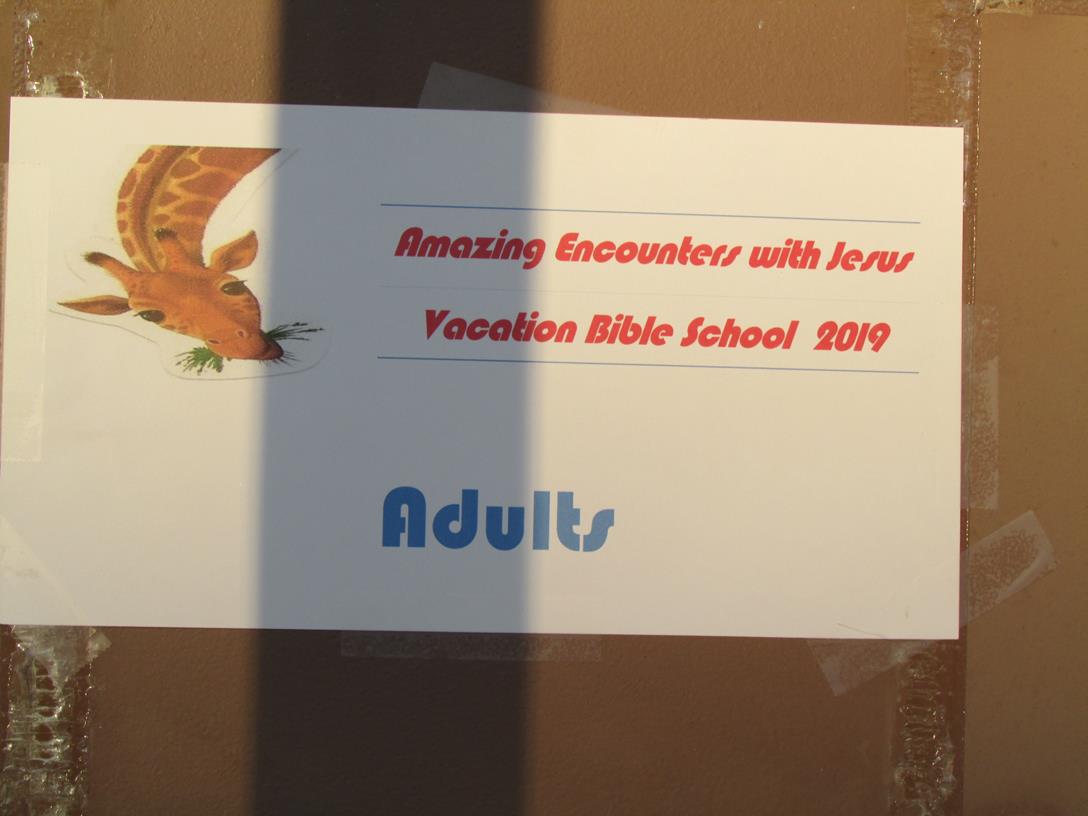 Amazing Encounters with Jesus
Vacation Bible School 2019
Adults